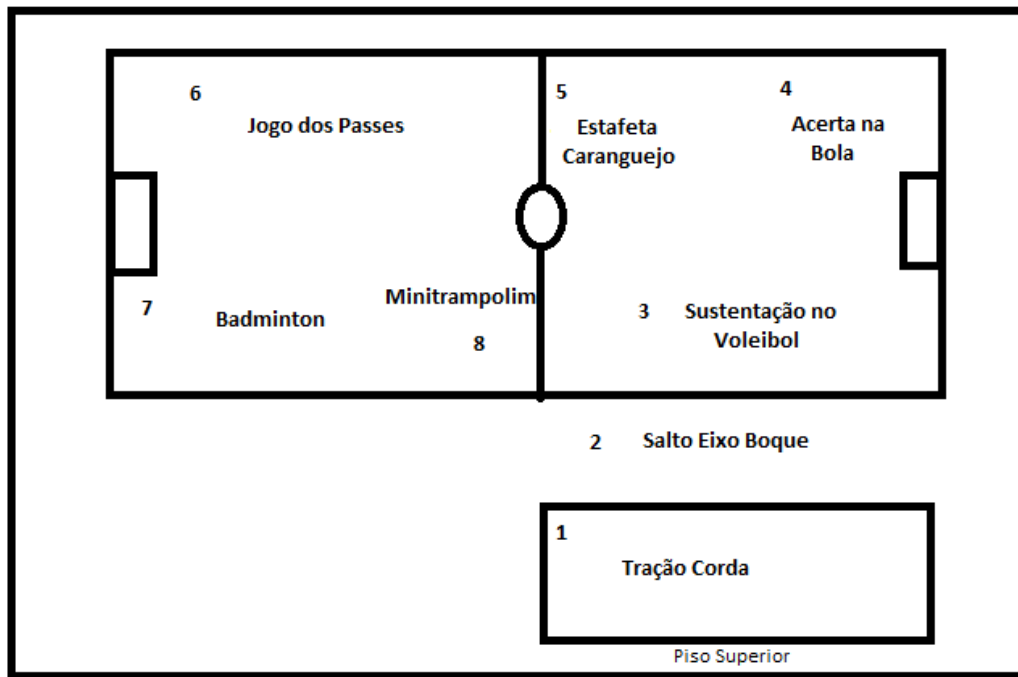 6
Jogo dos Passes
5
Estafeta
Caranguejo
4
Acerta na
Bola
7
Badminton
Minitrampolim
8
3
Sustentação no
Voleibol
2
Salto Eixo Boque
1
Tração Corda
Piso Superior